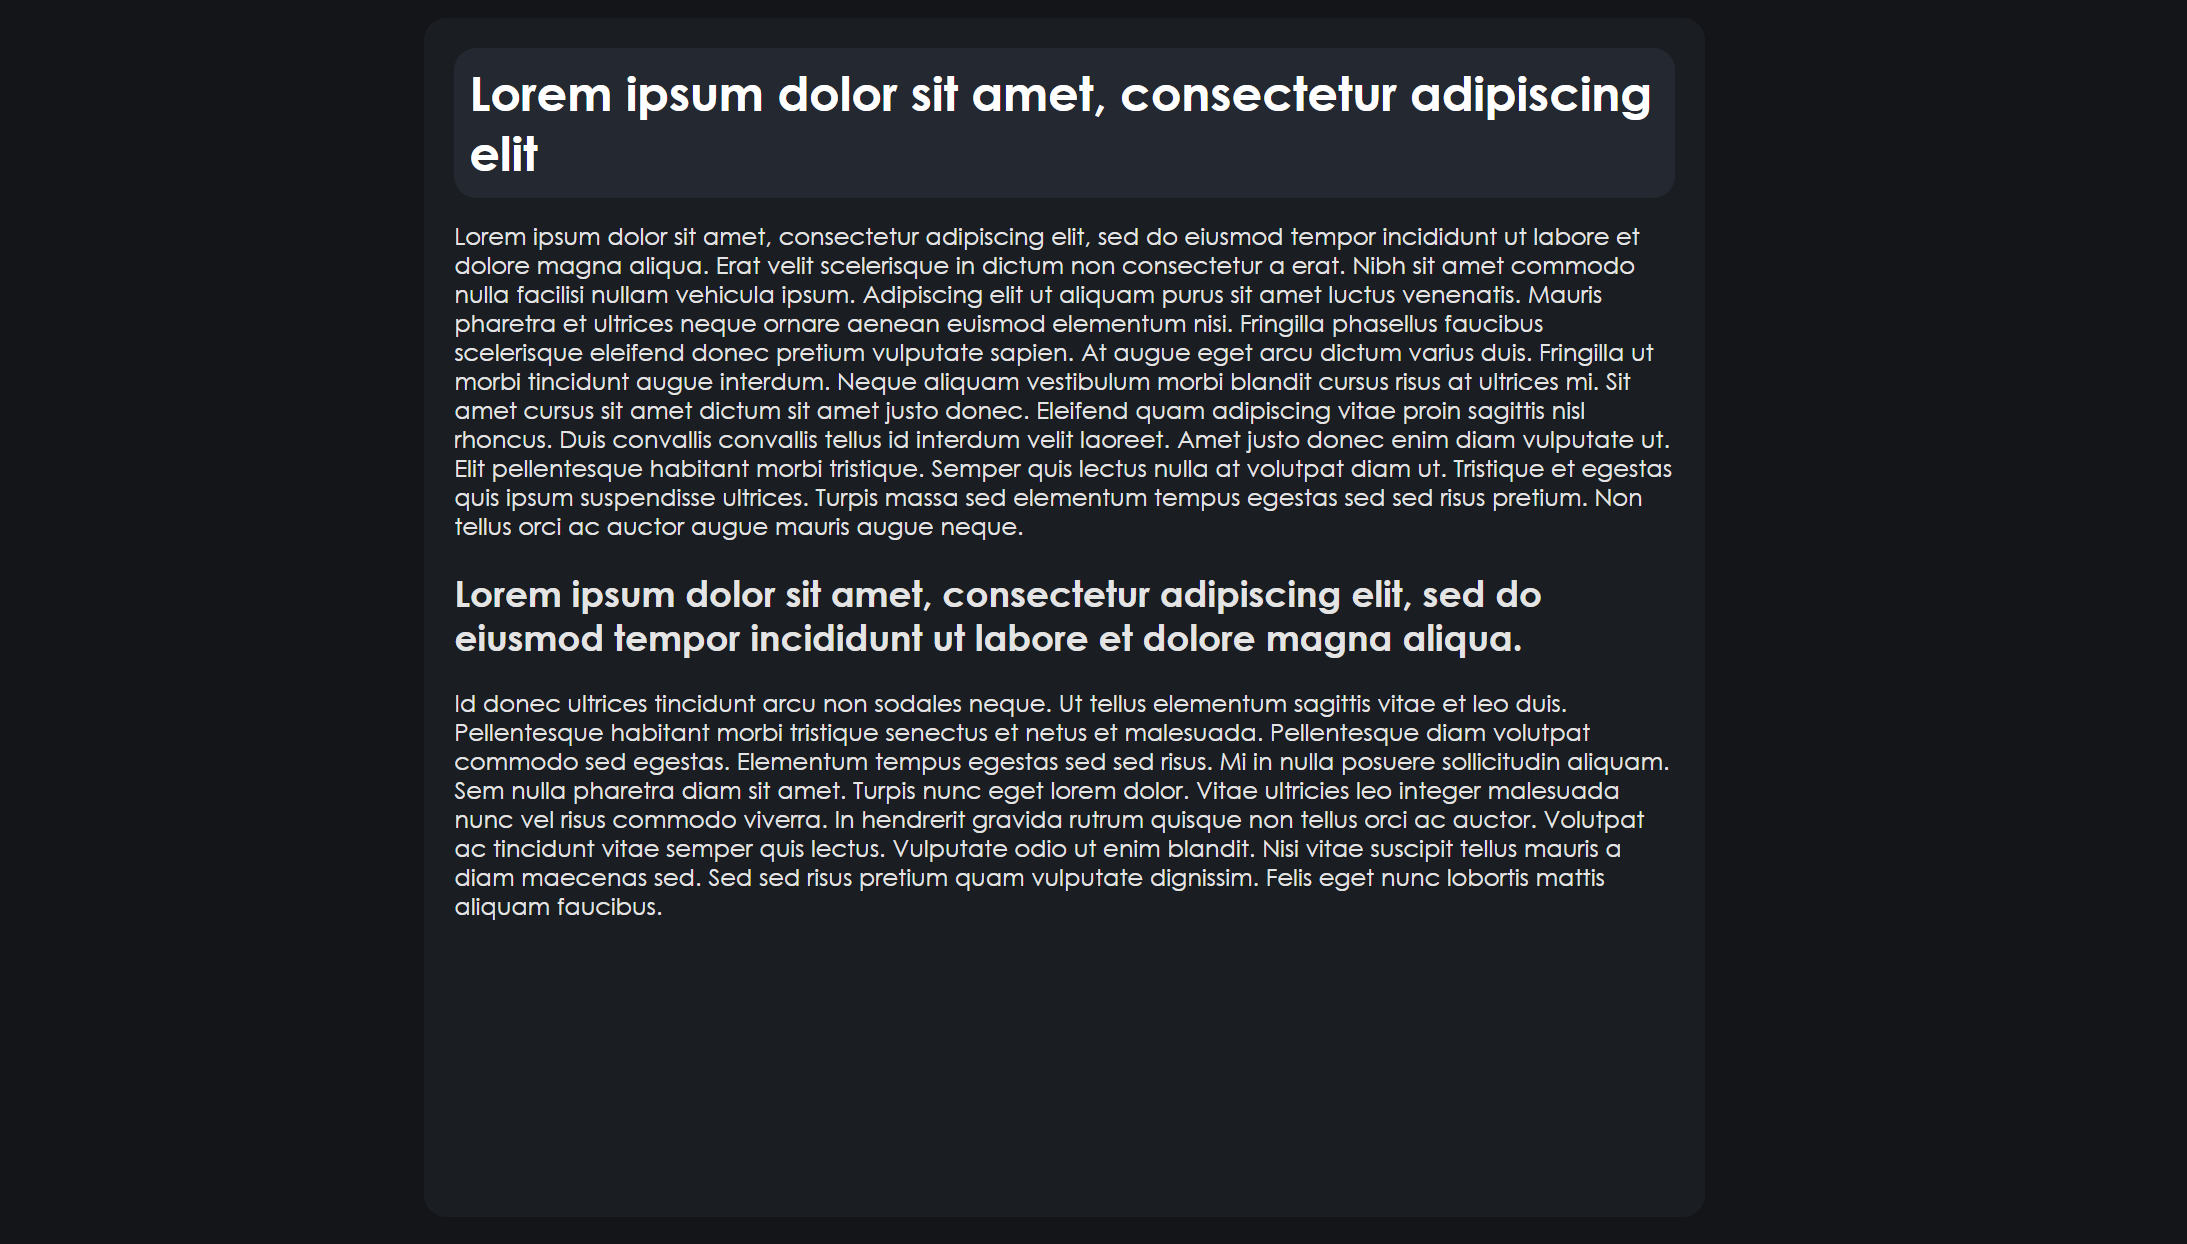 Lorem ipsum dolor sit amet, consectetur adipiscing
elit
Lorem ipsum dolor sit amet, consectetur adipiscing elit, sed do eiusmod tempor incididunt ut labore et
dolore magna aliqua. Erat velit scelerisque in dictum non consectetur a erat. Nibh sit amet commodo
nulla facilisi nullam vehicula ipsum. Adipiscing elit ut aliquam purus sit amet luctus venenatis. Mauris
pharetra et ultrices neque ornare aenean euismod elementum nisi. Fringilla phasellus faucibus
scelerisque eleifend donec pretium vulputate sapien. At augue eget arcu dictum varius duis. Fringilla ut
morbi tincidunt augue interdum. Neque aliquam vestibulum morbi blandit cursus risus at ultrices mi. Sit
amet cursus sit amet dictum sit amet justo donec. Eleifend quam adipiscing vitae proin sagittis nisl
rhoncus. Duis convallis convallis tellus id interdum velit laoreet. Amet justo donec enim diam vulputate ut.
Elit pellentesque habitant morbi tristique. Semper quis lectus nulla at volutpat diam ut. Tristique et egestas
quis ipsum suspendisse ultrices. Turpis massa sed elementum tempus egestas sed sed risus pretium. Non
tellus orci ac auctor augue mauris augue neque.
Lorem ipsum dolor sit amet, consectetur adipiscing elit, sed do
eiusmod tempor incididunt ut labore et dolore magna aliqua.
Id donec ultrices tincidunt arcu non sodales neque. Ut tellus elementum sagittis vitae et leo duis.
Pellentesque habitant morbi tristique senectus et netus et malesuada. Pellentesque diam volutpat
commodo sed egestas. Elementum tempus egestas sed sed risus. Mi in nulla posuere sollicitudin aliquam.
Sem nulla pharetra diam sit amet. Turpis nunc eget lorem dolor. Vitae ultricies leo integer malesuada
nunc vel risus commodo viverra. In hendrerit gravida rutrum quisque non tellus orci ac auctor. Volutpat
ac tincidunt vitae semper quis lectus. Vulputate odio ut enim blandit. Nisi vitae suscipit tellus mauris a
diam maecenas sed. Sed sed risus pretium quam vulputate dignissim. Felis eget nunc lobortis mattis
aliquam faucibus.